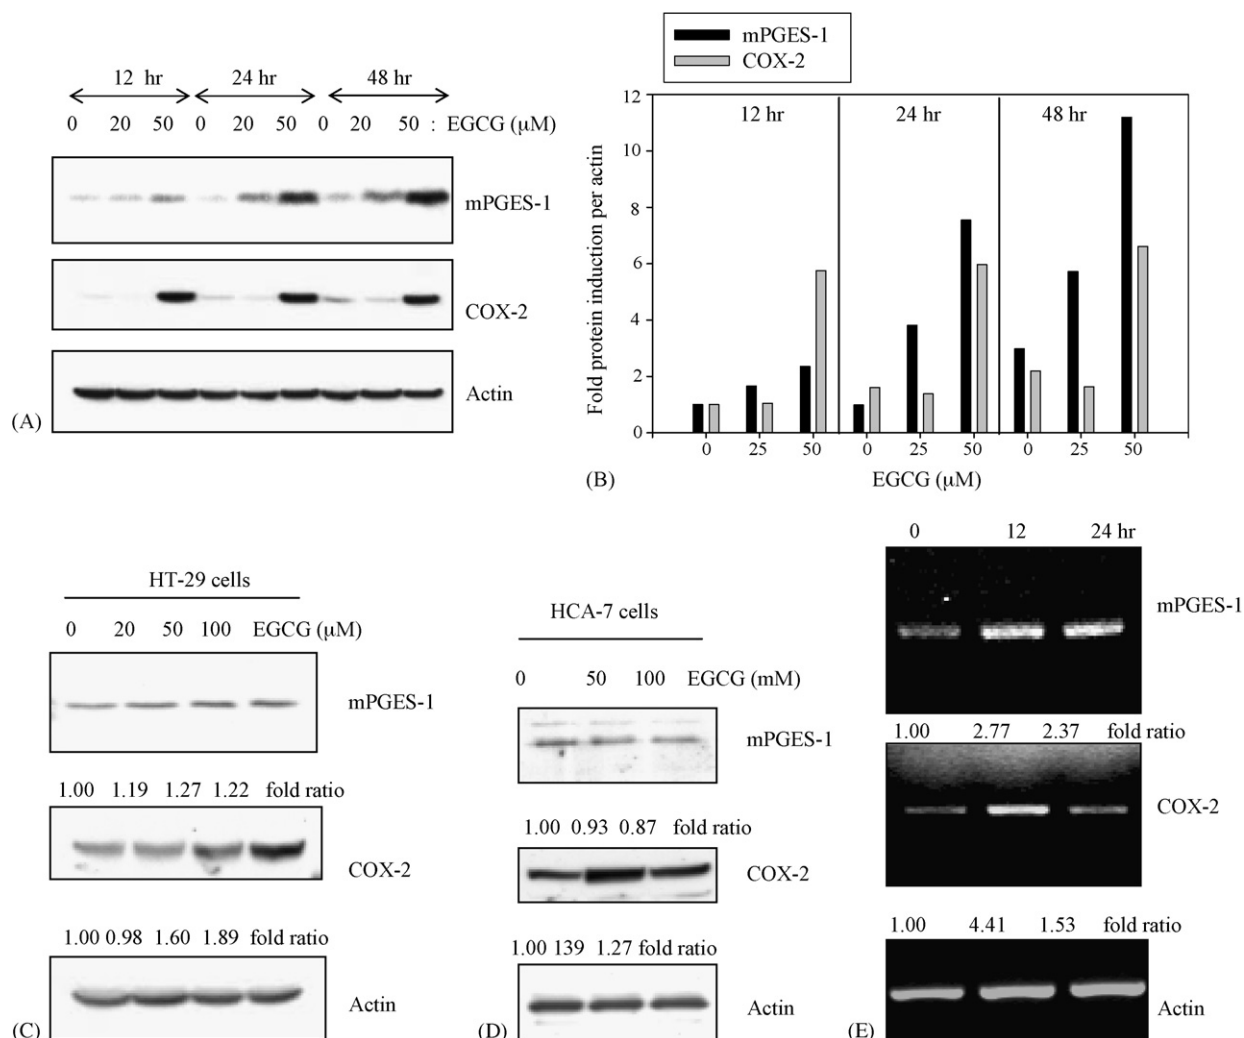 12 hr 24 hr 48 hr
0 20 50 0 20 50 0 20 50 : EGCG (µM)
mPGES-1
COX-2
Actin
(A)
mPGES-1
COX-2
12
10
8
6
4
2
0
Fold protein induction per actin
12 hr 24 hr 48 hr
0 25 50 0 25 50 0 25 50
EGCG (µM)
(B)
HT-29 cells
0 20 50 100 EGCG (µM)
mPGES-1
1.00 1.19 1.27 1.22 fold ratio
COX-2
1.00 0.98 1.60 1.89 fold ratio
Actin
(C)
HCA-7 cells
0 50 100 EGCG (mM)
mPGES-1
1.00 0.93 0.87 fold ratio
COX-2
1.00 139 1.27 fold ratio
Actin
(D)
0 12 24 hr
mPGES-1
1.00 2.77 2.37 fold ratio
COX-2
1.00 4.41 1.53 fold ratio
Actin
(E)